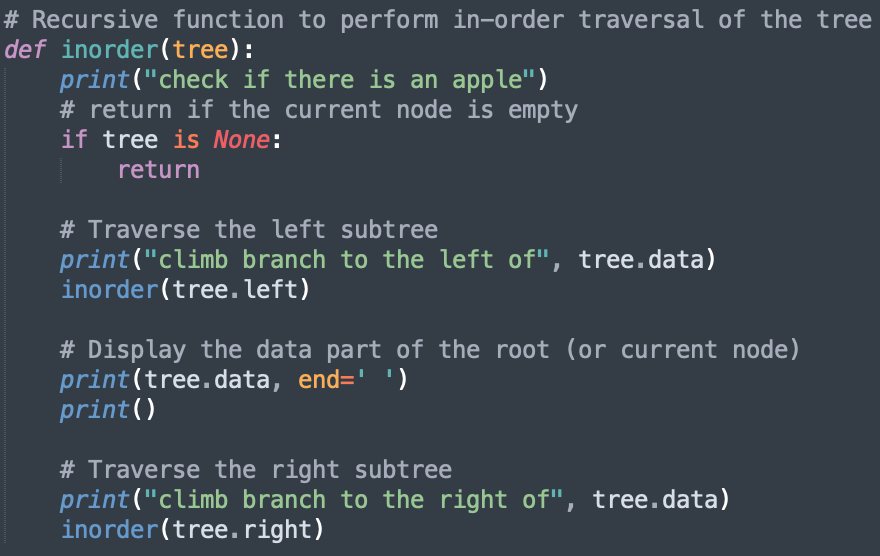 # Recursive function to perform in-order traversal of the tree
def inorder(tree):
    print("check if there is an apple")
    # return if the current node is empty
    if tree is None:
        return

    # Traverse the left subtree
    print("climb branch to the left of", tree.data)
    inorder(tree.left)

    # Display the data part of the root (or current node)
    print(tree.data, end=' ')
    print()

    # Traverse the right subtree
    print("climb branch to the right of", tree.data)
    inorder(tree.right)